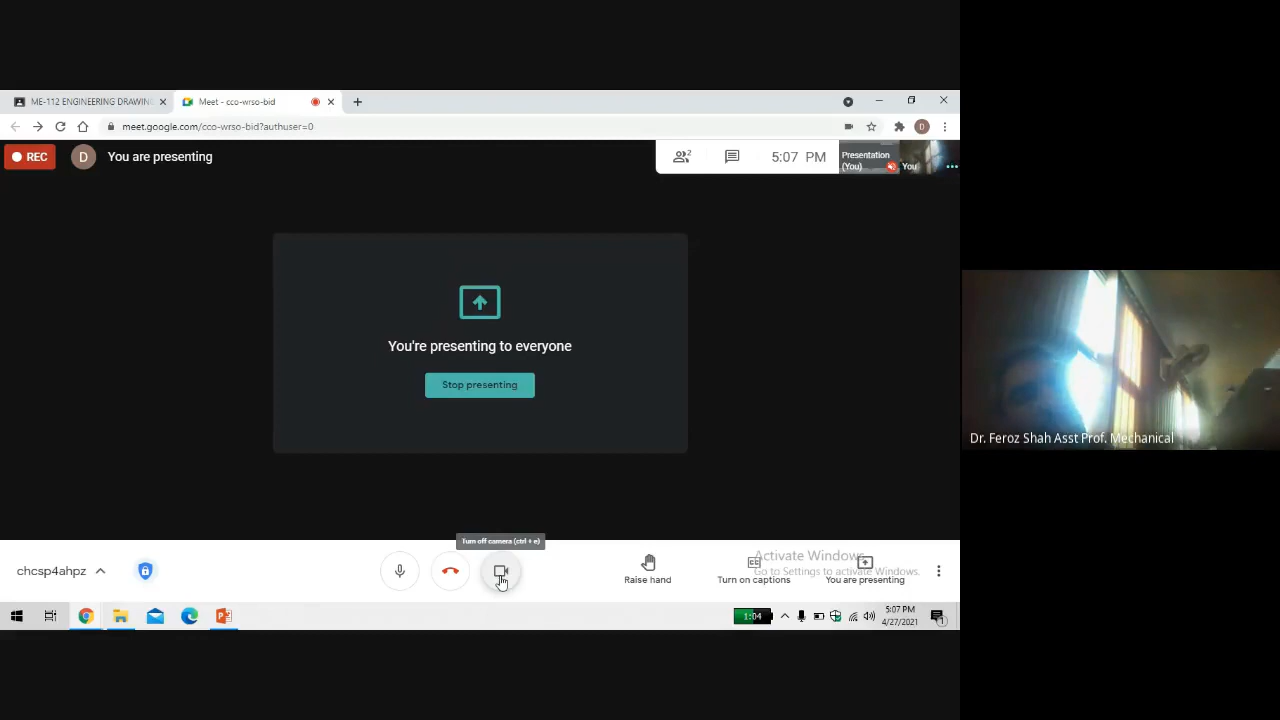 ME-112 ENGINEERING DRAWIN
Meet - cco-wrso-bid
meet.google.com/cco-wrso-bid?authuser=0
D
REC
D
You are presenting
2
5:07 PM
Presentation
(You)
You
You're presenting to everyone
Stop presenting
Dr. Feroz Shah Asst Prof. Mechanical
Turn off camera (ctrl + e)
chcsp4ahpz
Raise hand
Turn on captions
You are presenting
Activate Windows
Go to Settings to activate Windows.
1:04
5:07 PM
4/27/2021
1